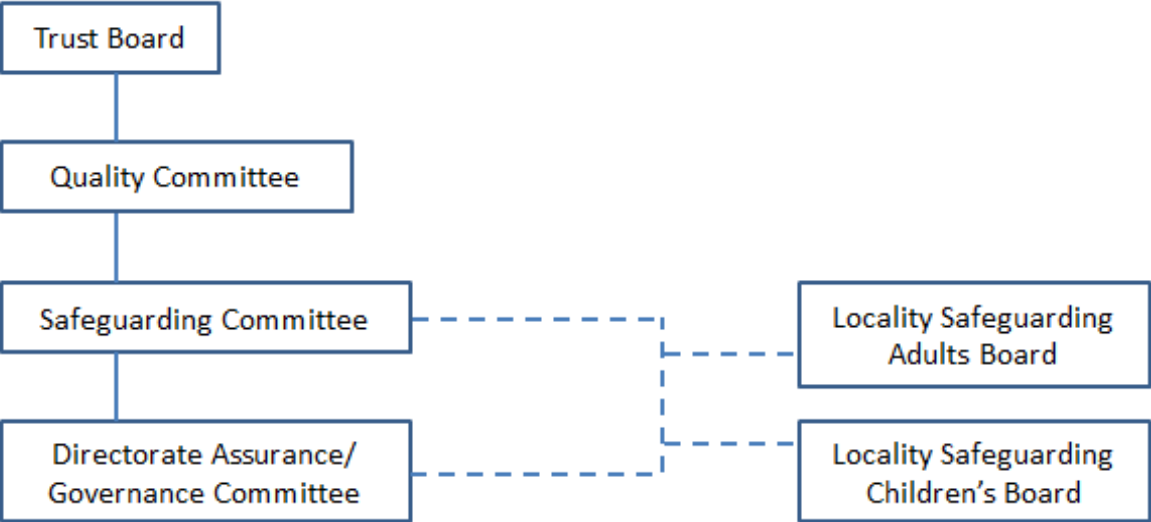 Trust Board
Quality Committee
Safeguarding Committee
Directorate Assurance/
Governance Committee
Locality Safeguarding
Adults Board
Locality Safeguarding
Children’s Board